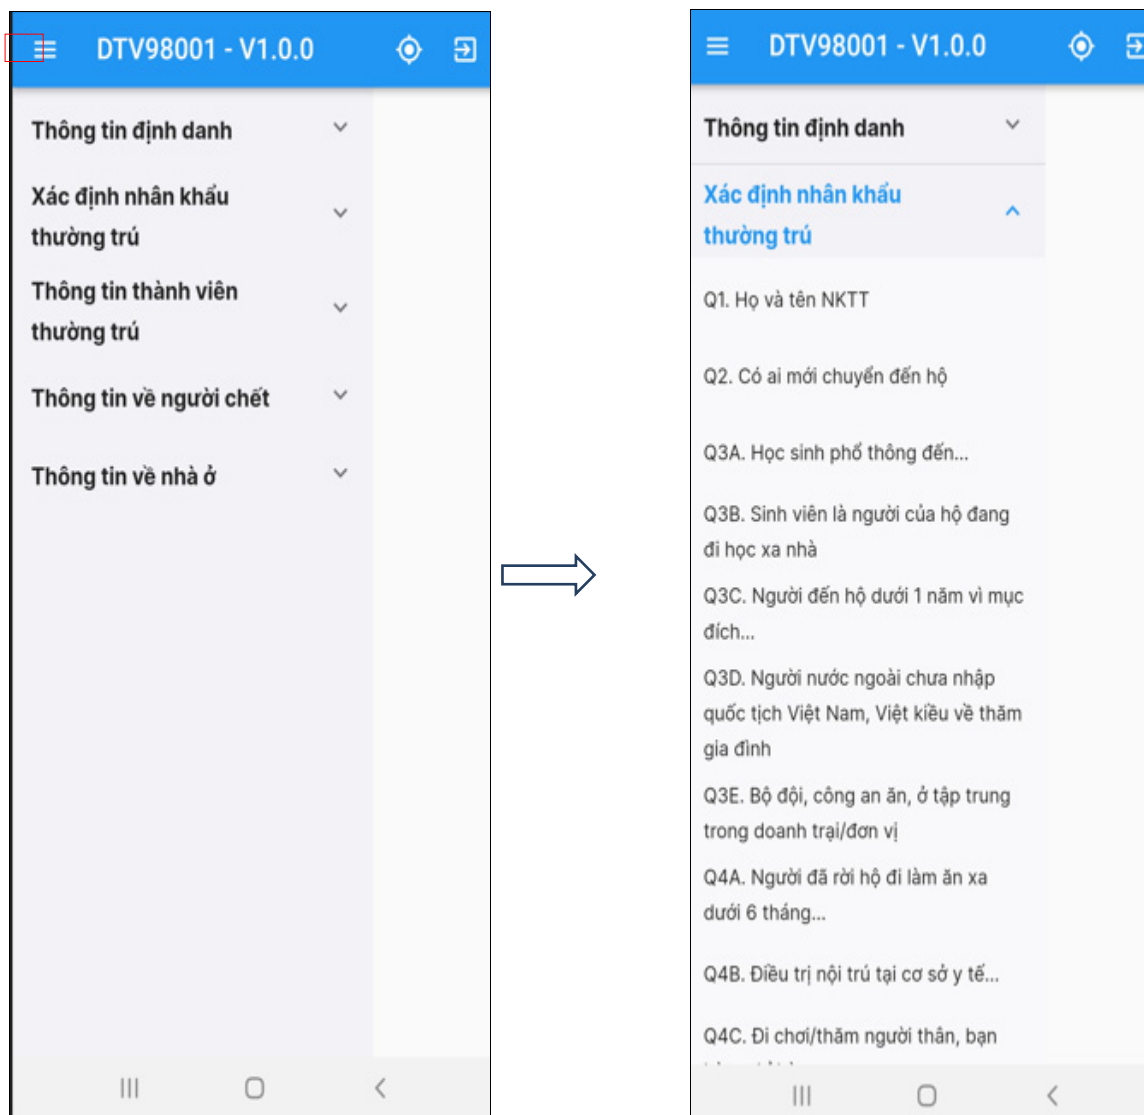 DTV98001 - V1.0.0
Thông tin định danh
Xác định nhân khẩu
thường trú
Thông tin thành viên
thường trú
Thông tin về người chết
Thông tin về nhà ở
DTV98001 - V1.0.0
Thông tin định danh
Xác định nhân khẩu
thường trú
Q1. Họ và tên NKTT
Q2. Có ai mới chuyển đến hộ
Q3A. Học sinh phổ thông đến...
Q3B. Sinh viên là người của hộ đang
đi học xa nhà
Q3C. Người đến hộ dưới 1 năm vì mục
đích...
Q3D. Người nước ngoài chưa nhập
quốc tịch Việt Nam, Việt kiều về thăm
gia đình
Q3E. Bộ đội, công an ăn, ở tập trung
trong doanh trại/đơn vị
Q4A. Người đã rời hộ đi làm ăn xa
dưới 6 tháng...
Q4B. Điều trị nội trú tại cơ sở y tế...
Q4C. Đi chơi/thăm người thân, bạn